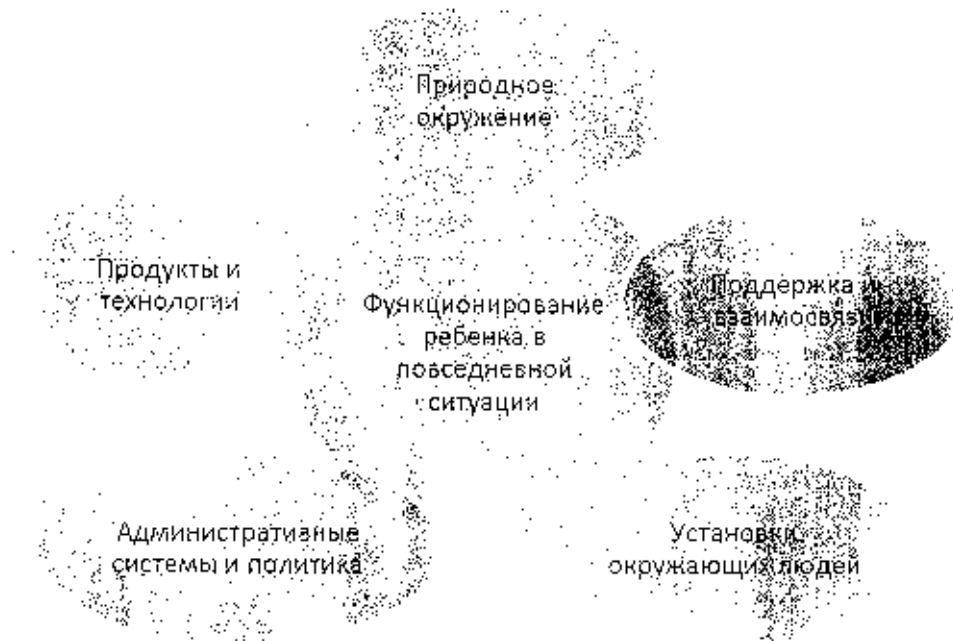 Природное
окружение
Продукты и
технологии
Функционирование
ребенка в
повседневной
ситуации
Поддержка и
взаимосвязи
Административные
системы и политика
Установки
окружающих людей